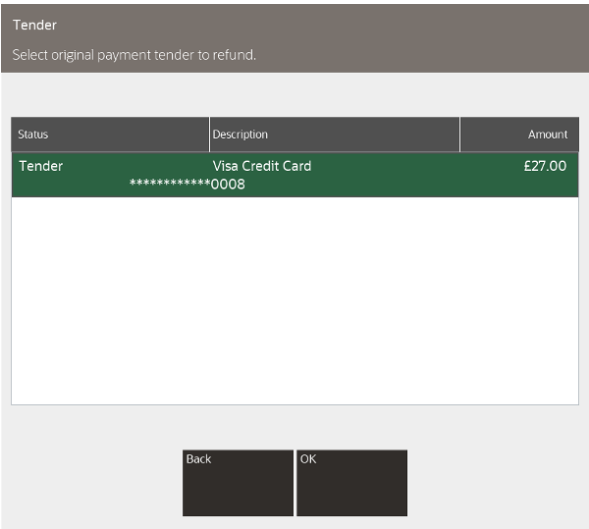 Tender
Select original payment tender to refund.
Status Description Amount
Tender Visa Credit Card £27.00
************0008
Back OK